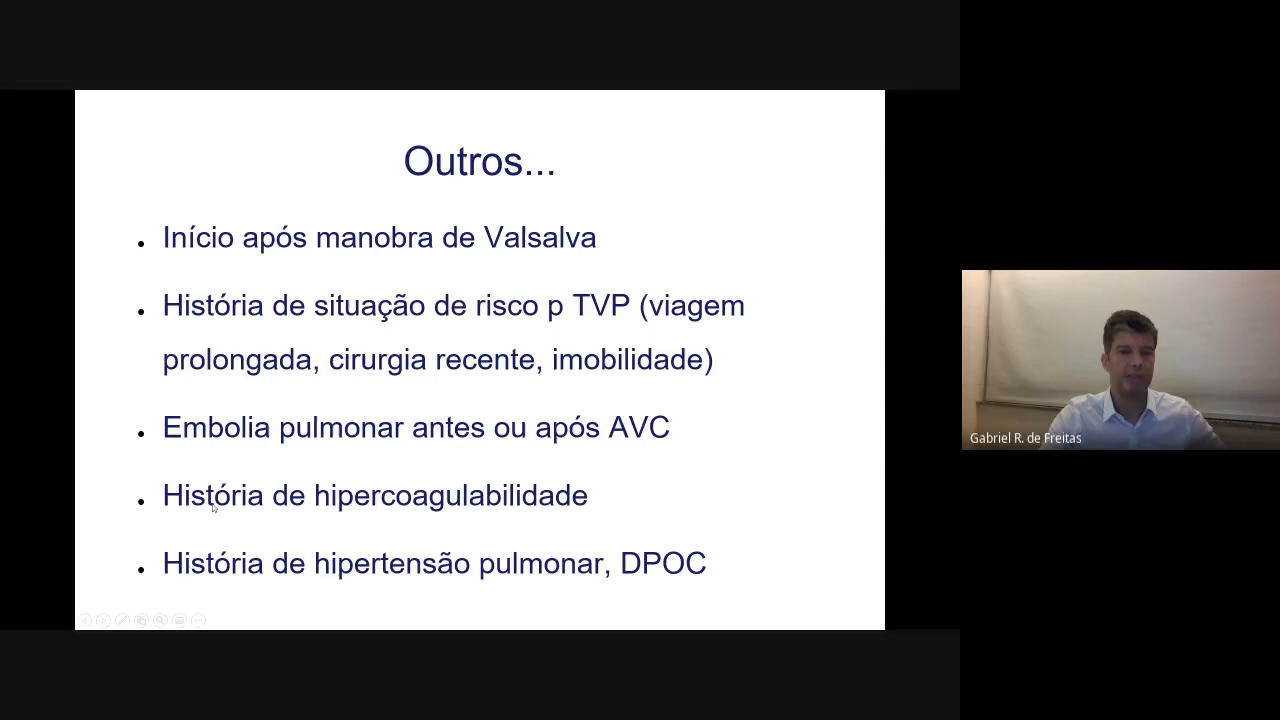 Outros...
Início após manobra de Valsalva
História de situação de risco p TVP (viagem
prolongada, cirurgia recente, imobilidade)
Embolia pulmonar antes ou após AVC
História de hipercoagulabilidade
História de hipertensão pulmonar, DPOC
Gabriel R. de Freitas